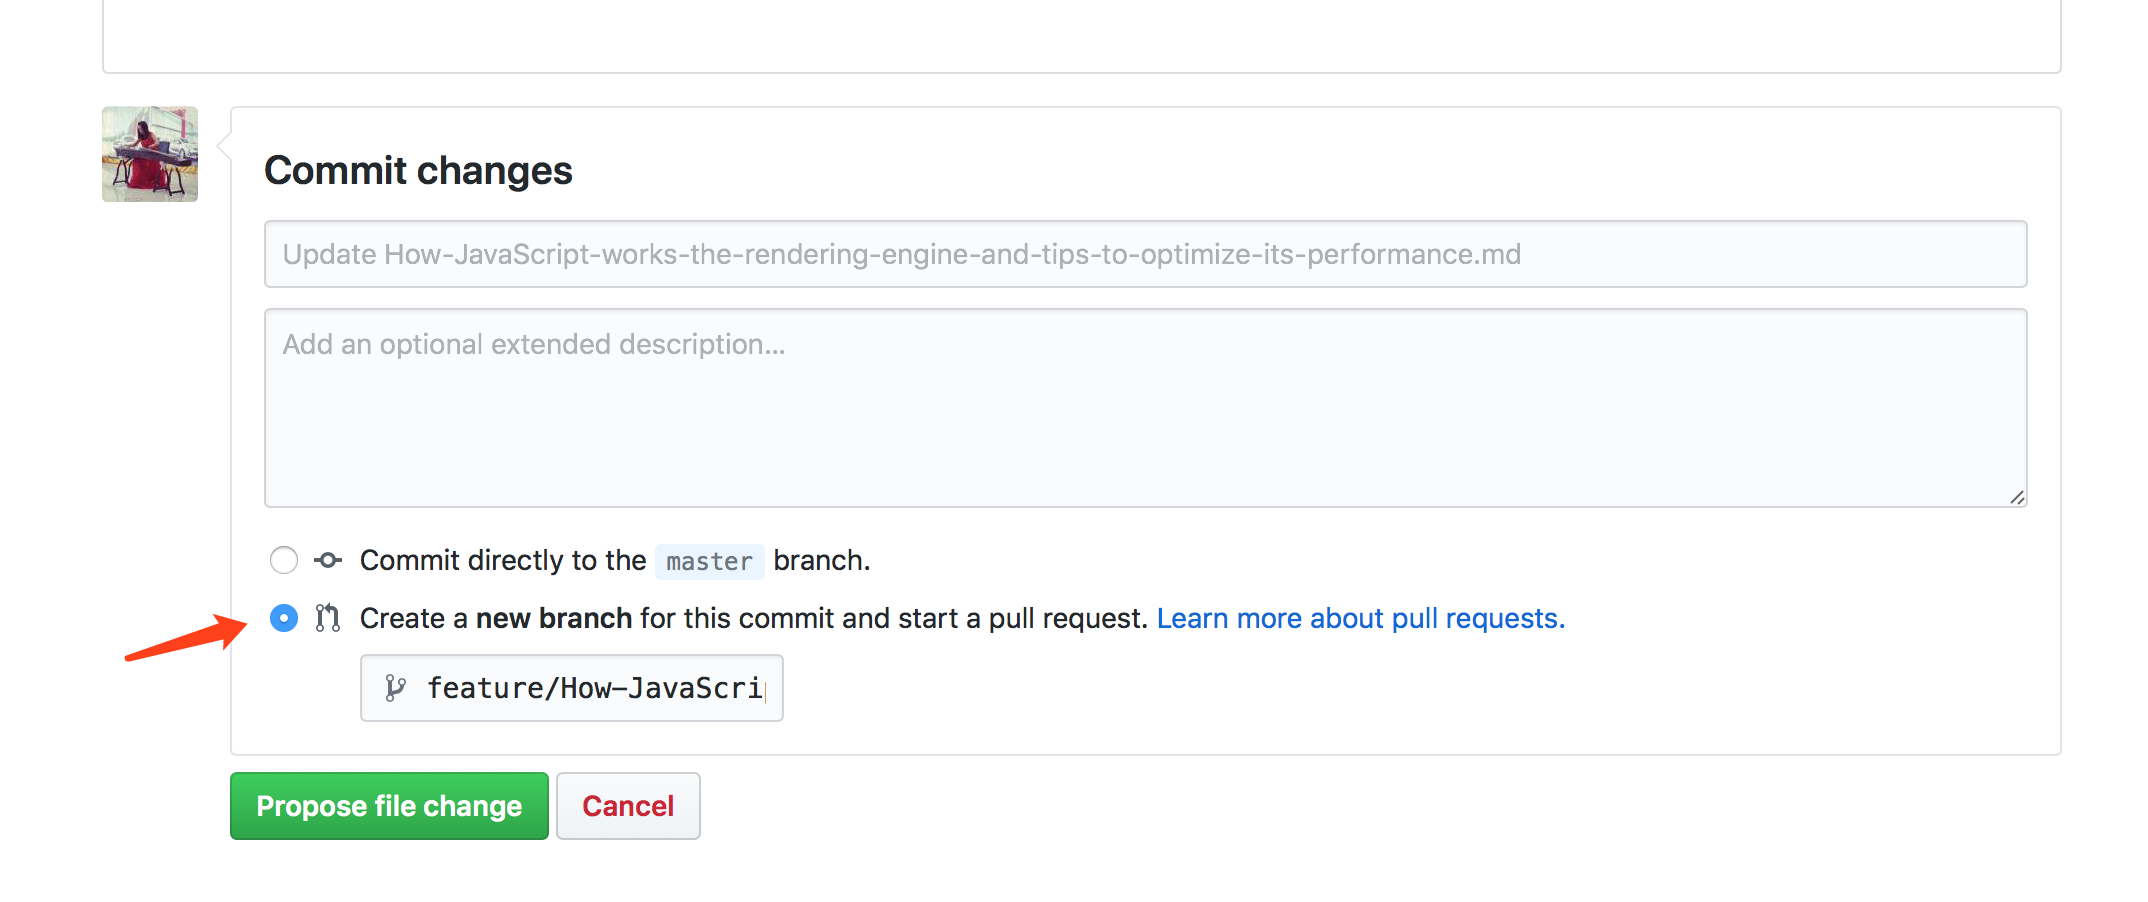 Commit changes
Update How-JavaScript-works-the-rendering-engine-and-tips-to-optimize-its-performance.md
Add an optional extended description...
Commit directly to the master branch.
Create a new branch for this commit and start a pull request. Learn more about pull requests.
feature/How-JavaScri
Propose file change Cancel